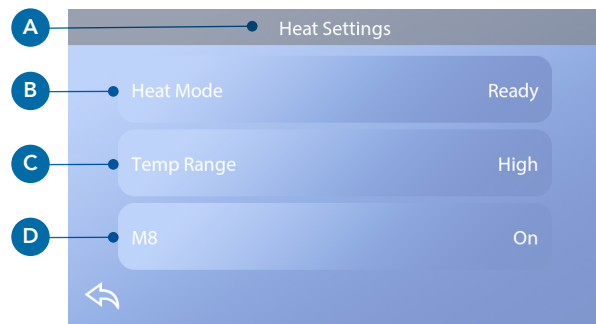 A
Heat Settings
B
Heat Mode Ready
C
Temp Range High
D
M8 On